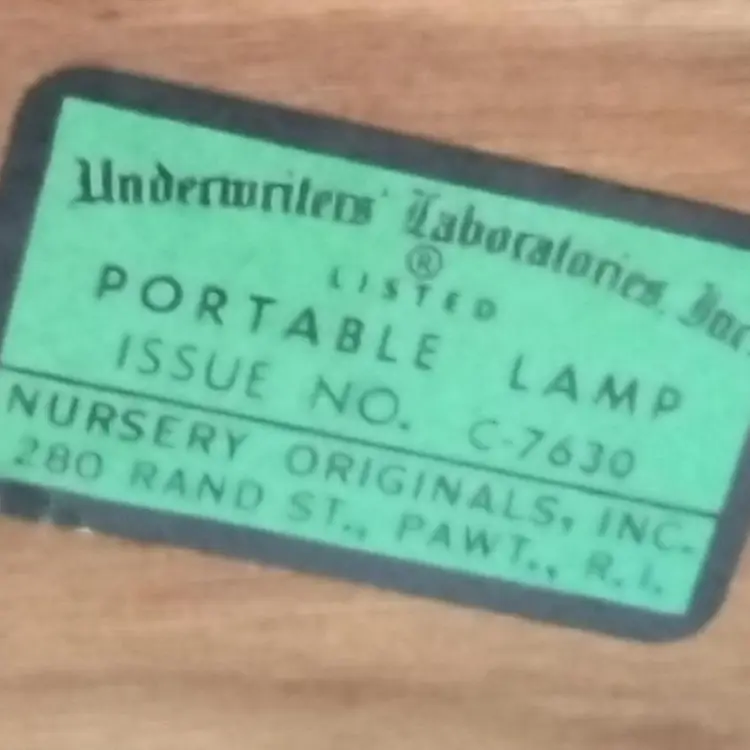 Underwriters' Laboratories, Inc.
®
LISTED
PORTABLE LAMP
ISSUE NO. C-7630
NURSERY ORIGINALS, INC.
280 RAND ST., PAWT., R.I.